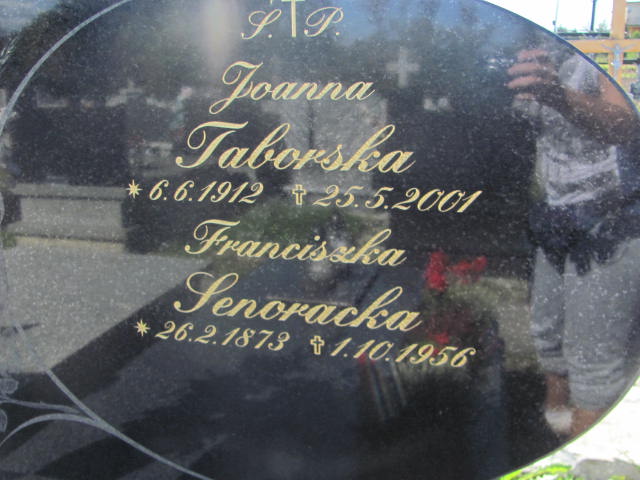 Ś. † P.
Joanna
Taborska
* 6.6.1912 † 25.5.2001
Franciszka
Senoracka
* 26.2.1873 † 1.10.1956